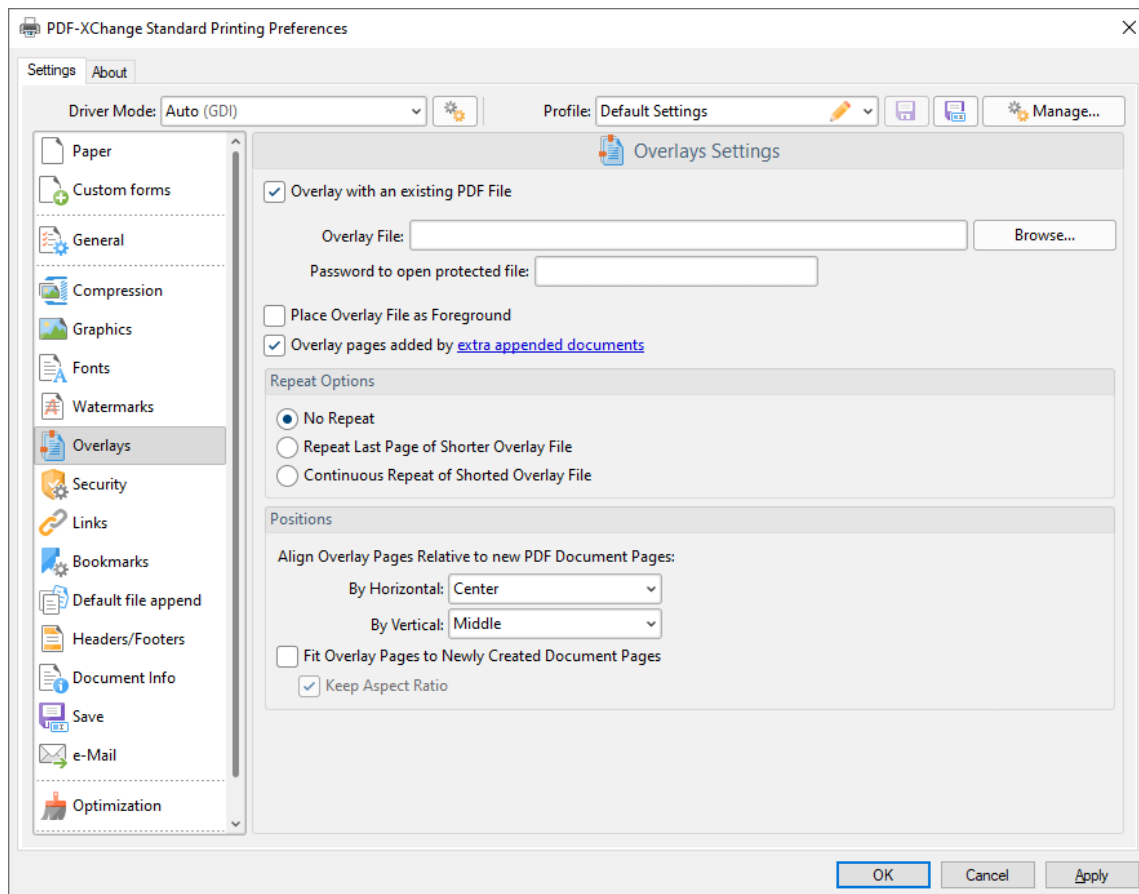 PDF-XChange Standard Printing Preferences
Settings About
Driver Mode: Auto (GDI) Profile: Default Settings Manage...
Paper
Custom forms
General
Compression
Graphics
Fonts
Watermarks
Overlays
Security
Links
Bookmarks
Default file append
Headers/Footers
Document Info
Save
e-Mail
Optimization
Overlays Settings
Overlay with an existing PDF File
Overlay File: Browse...
Password to open protected file:
Place Overlay File as Foreground
Overlay pages added by extra appended documents
Repeat Options
No Repeat
Repeat Last Page of Shorter Overlay File
Continuous Repeat of Shorted Overlay File
Positions
Align Overlay Pages Relative to new PDF Document Pages:
By Horizontal: Center
By Vertical: Middle
Fit Overlay Pages to Newly Created Document Pages
Keep Aspect Ratio
OK Cancel Apply